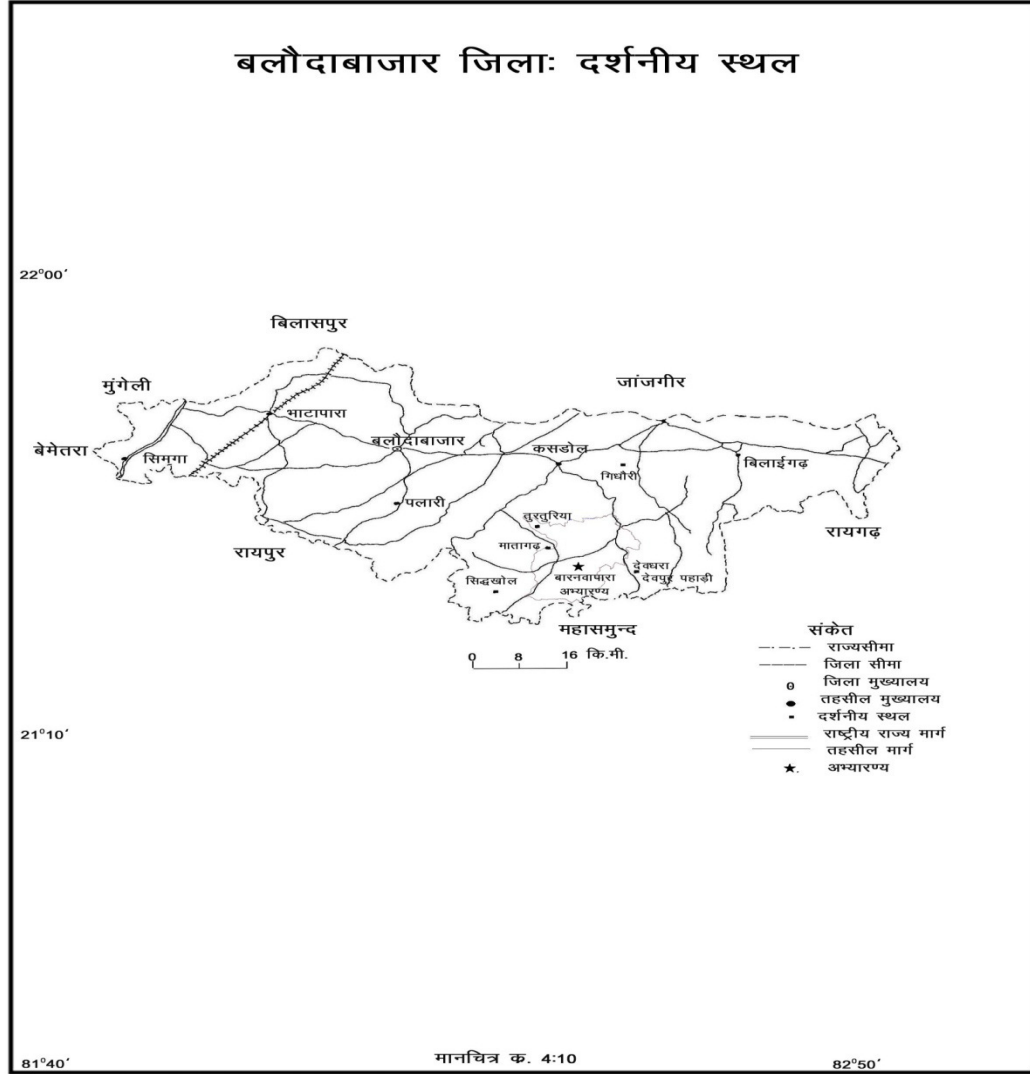 बलौदाबाजार जिलाः दर्शनीय स्थल
22°00'
बिलासपुर
मुंगेली
जांजगीर
भाटापारा
बेमेतरा
सिमगा
बलौदाबाजार
कसडोल
गिधौरी
बिलाईगढ़
पलारी
तुरतुरिया
रायपुर
रायगढ़
मातागढ़
सिद्धखोल
बारनवापारा
अभ्यारण्य
देवधरा
देवपुर पहाड़ी
महासमुन्द
0 8 16 कि.मी.
संकेत
राज्यसीमा
जिला सीमा
जिला मुख्यालय
तहसील मुख्यालय
दर्शनीय स्थल
राष्ट्रीय राज्य मार्ग
तहसील मार्ग
अभ्यारण्य
21°10'
81°40'
मानचित्र क. 4:10
82°50'